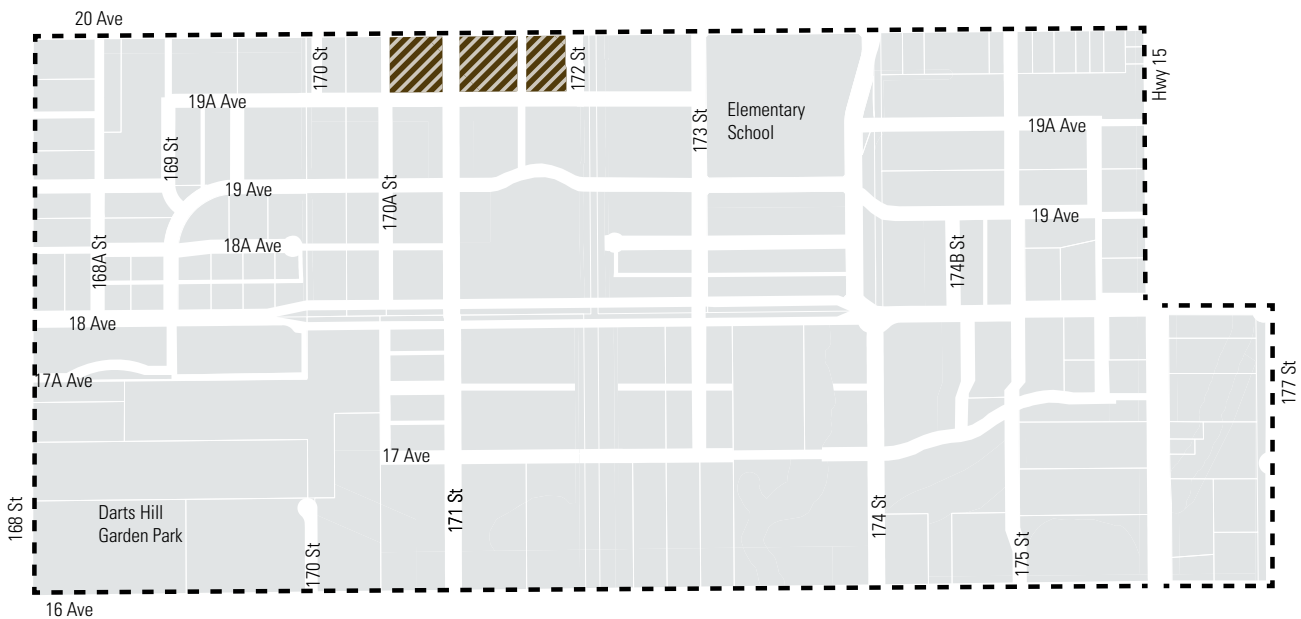 20 Ave
170 St
172 St
Hwy 15
19A Ave
Elementary
School
173 St
19A Ave
169 St
19 Ave
170A St
19 Ave
18A Ave
168A St
174B St
18 Ave
17A Ave
177 St
17 Ave
168 St
Darts Hill
Garden Park
170 St
171 St
174 St
175 St
16 Ave